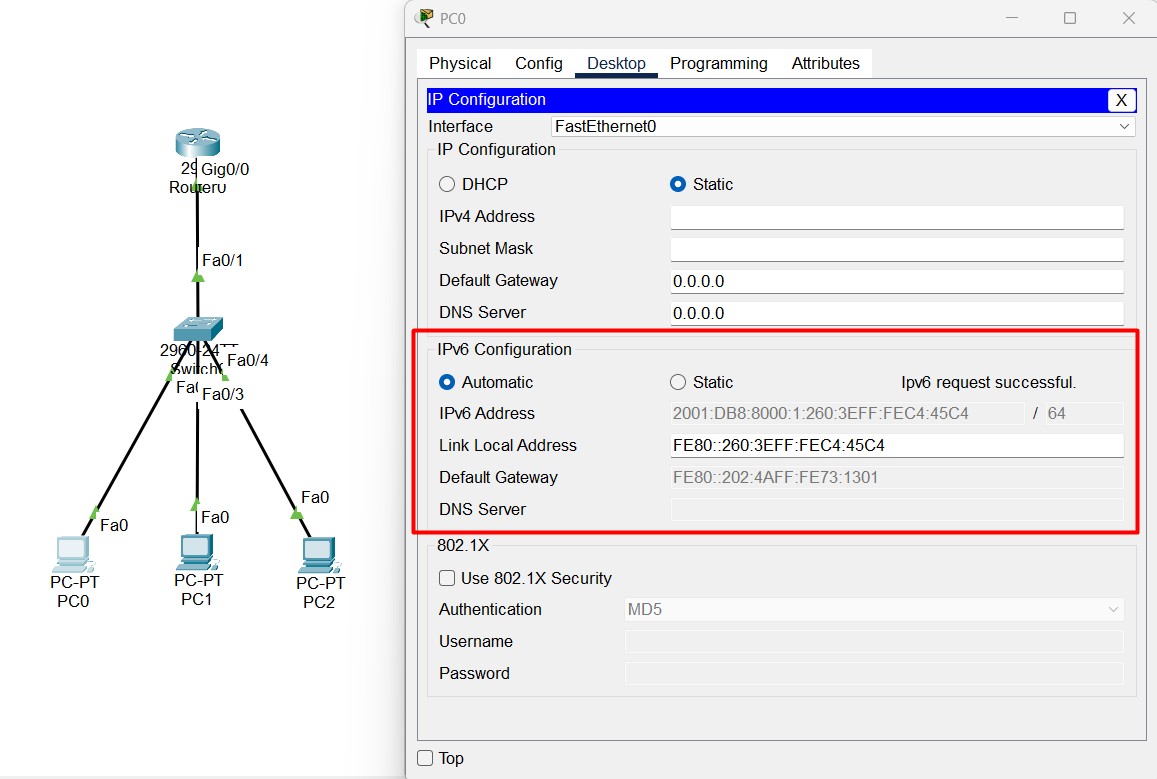 29 Gig0/0
Router0
Fa0/1
2960-24TT
Switch
Fa0/4
Fa0/3
Fa0
Fa0
Fa0
PC-PT
PC0
PC-PT
PC1
PC-PT
PC2
PC0
Physical Config Desktop Programming Attributes
IP Configuration X
Interface FastEthernet0
IP Configuration
DHCP Static
IPv4 Address
Subnet Mask
Default Gateway 0.0.0.0
DNS Server 0.0.0.0
IPv6 Configuration
Automatic Static Ipv6 request successful.
IPv6 Address 2001:DB8:8000:1:260:3EFF:FEC4:45C4 / 64
Link Local Address FE80::260:3EFF:FEC4:45C4
Default Gateway FE80::202:4AFF:FE73:1301
DNS Server
802.1X
Use 802.1X Security
Authentication MD5
Username
Password
Top